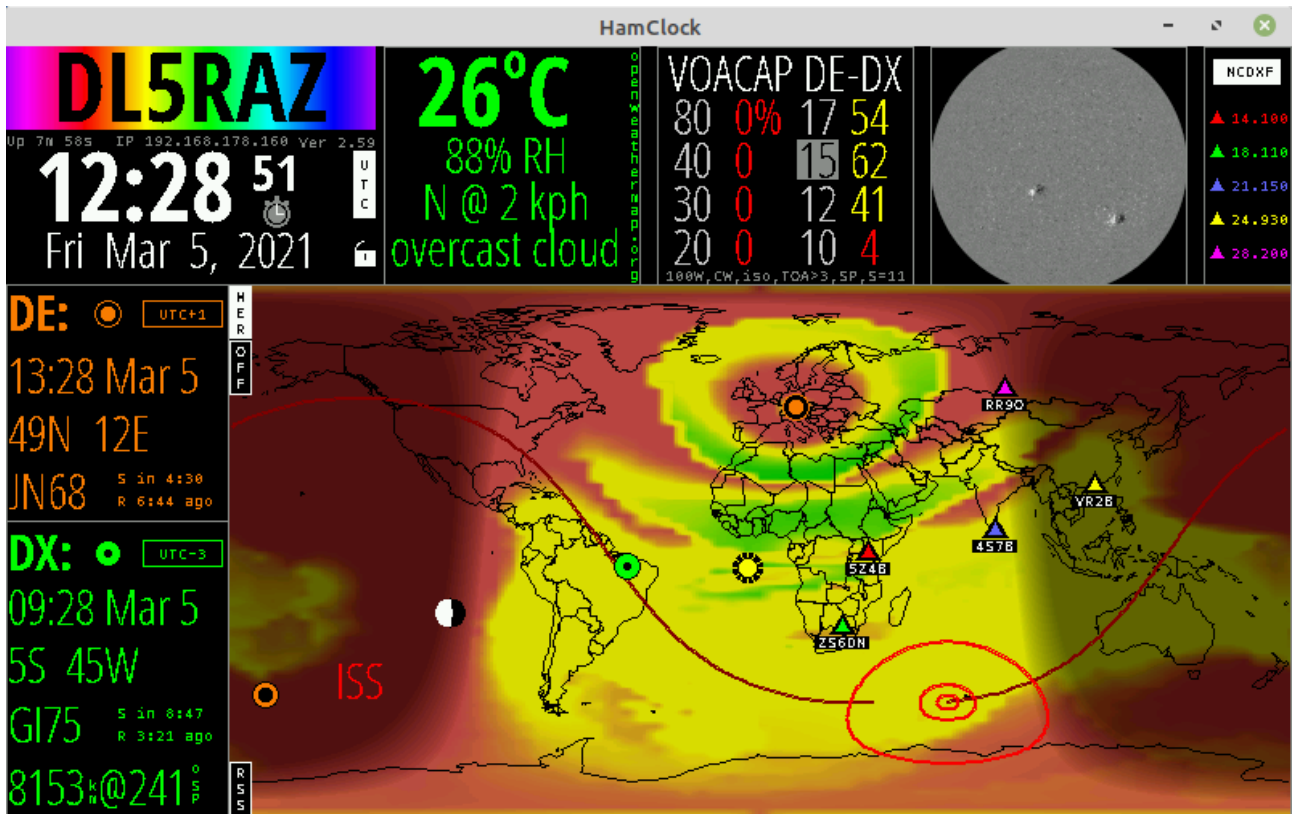 HamClock
DL5RAZ
Up 7m 58s IP 192.168.178.160 Ver 2.59
12:28 51
UTC
Fri Mar 5, 2021
26°C
88% RH
N @ 2 kph
overcast cloud
openweathermap.org
VOACAP DE-DX
80 0% 17 54
40 0 15 62
30 0 12 41
20 0 10 4
100W,CW,iso,TOA>3,SP,S=11
NCDXF
14.100
18.110
21.150
24.930
28.200
DE: UTC+1
13:28 Mar 5
49N 12E
JN68 S in 4:30
R 6:44 ago
DX: UTC-3
09:28 Mar 5
5S 45W
GI75 S in 8:47
R 3:21 ago
8153km@241°SP
HER
OFF
RSS
RR9O
VR2B
4S7B
5Z4B
ZS6DN
ISS